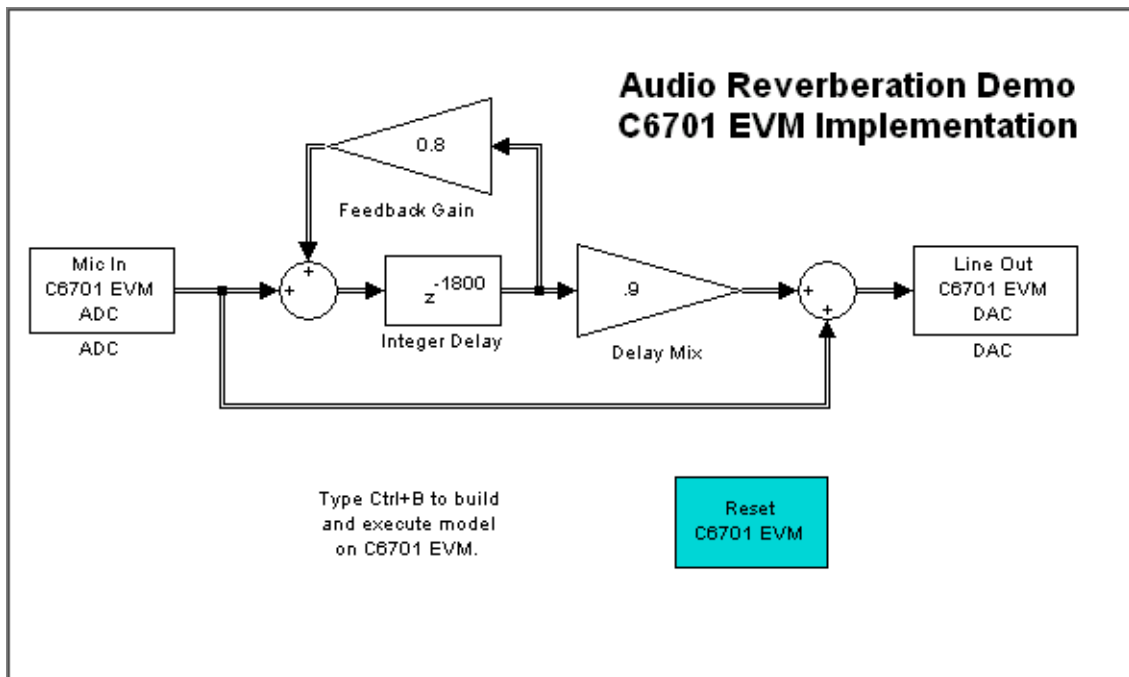 Audio Reverberation Demo
C6701 EVM Implementation
0.8
Feedback Gain
+
Mic In
C6701 EVM
ADC
ADC
+
z-1800
Integer Delay
.9
Delay Mix
+
+
Line Out
C6701 EVM
DAC
DAC
Type Ctrl+B to build
and execute model
on C6701 EVM.
Reset
C6701 EVM